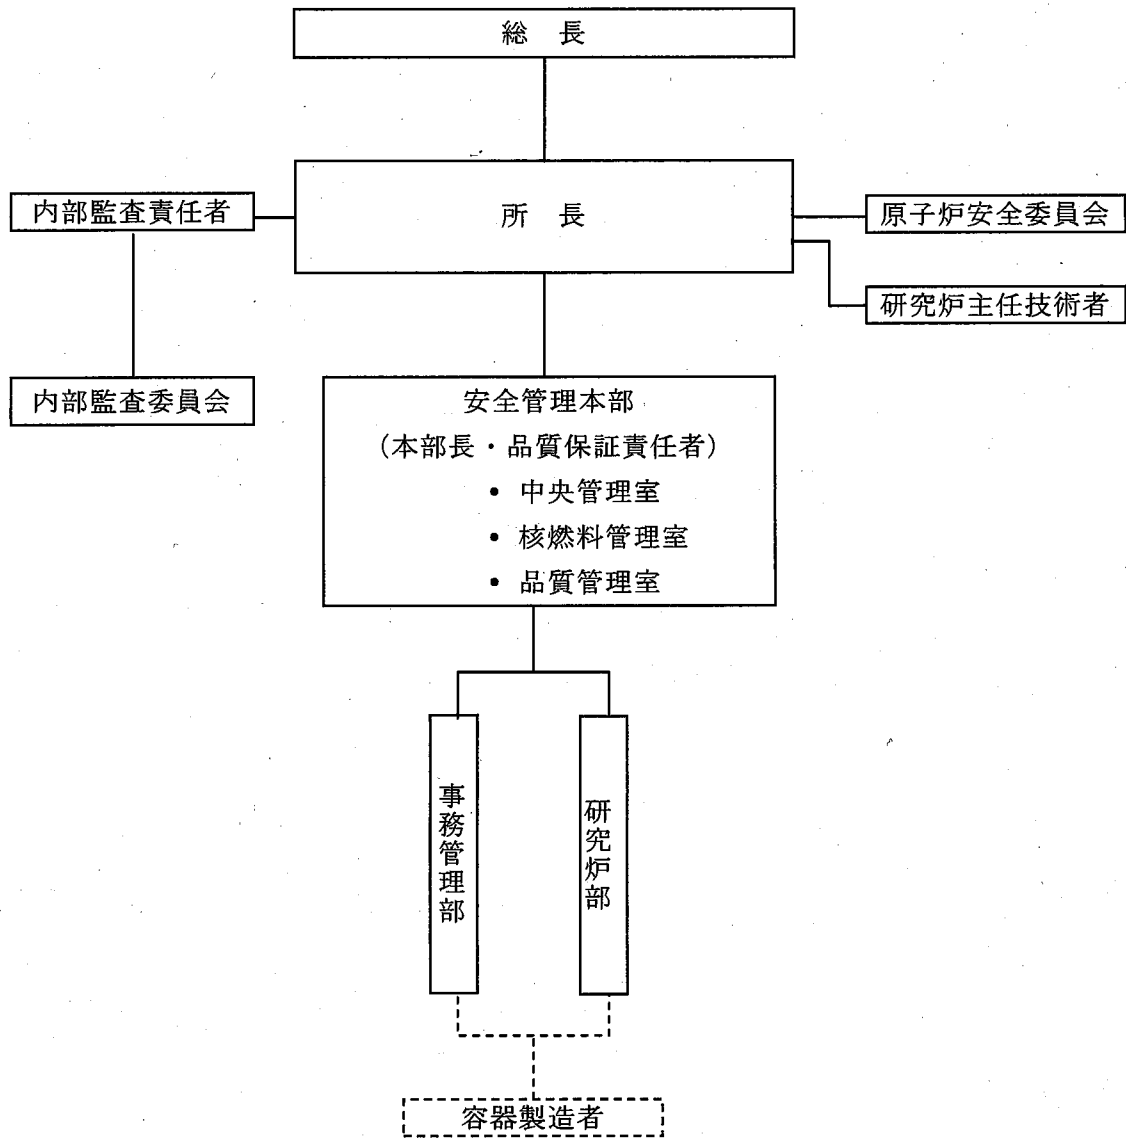 総　長
所　長
内部監査責任者
原子炉安全委員会
研究炉主任技術者
内部監査委員会
安全管理本部
（本部長・品質保証責任者）
• 中央管理室
• 核燃料管理室
• 品質管理室
事務管理部
研究炉部
容器製造者